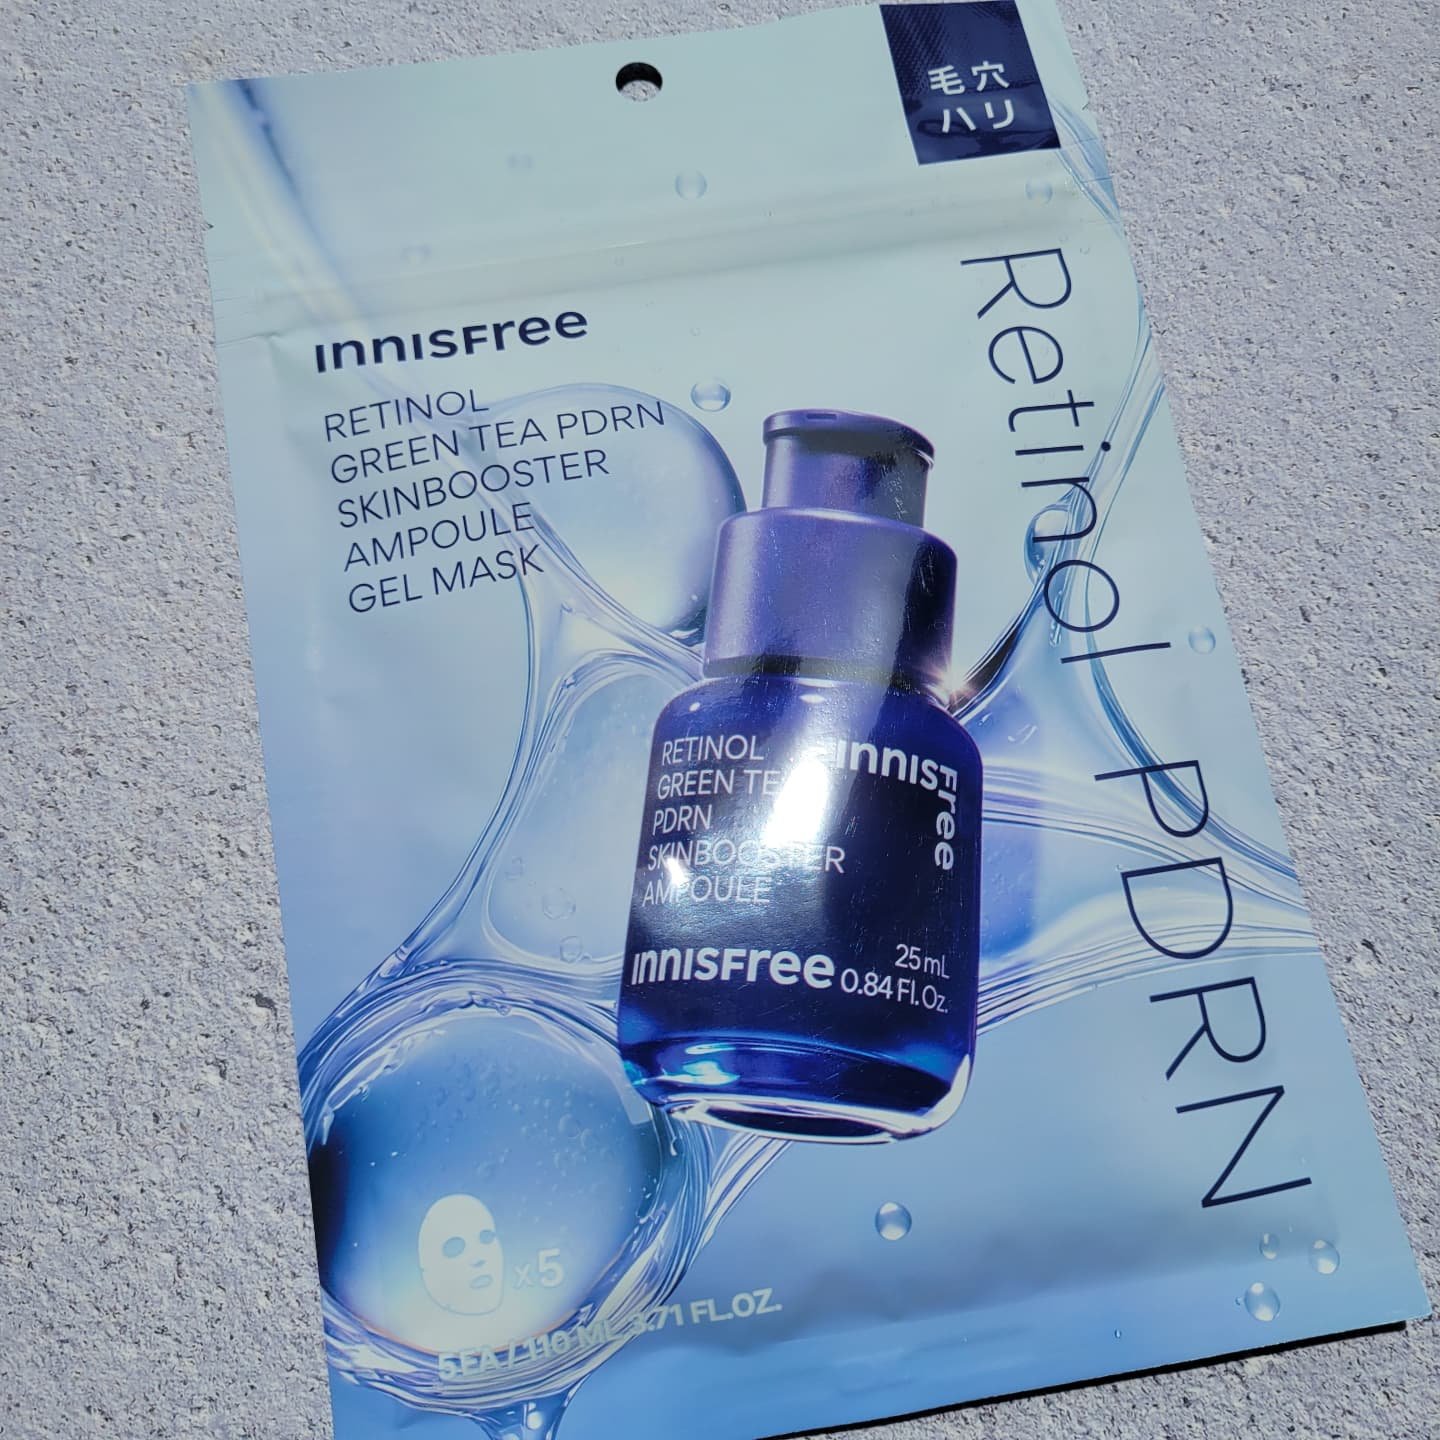 毛穴
ハリ
INNISFree
RETINOL
GREEN TEA PDRN
SKINBOOSTER
AMPOULE
GEL MASK
Retinol PDRN
RETINOL
GREEN TE
PDRN
SKINBOOSTER
AMPOULE
INNISFree
INNISFree
25mL
0.84 Fl. Oz.
x5
5EA / 110 ML 3.71 FL.OZ.